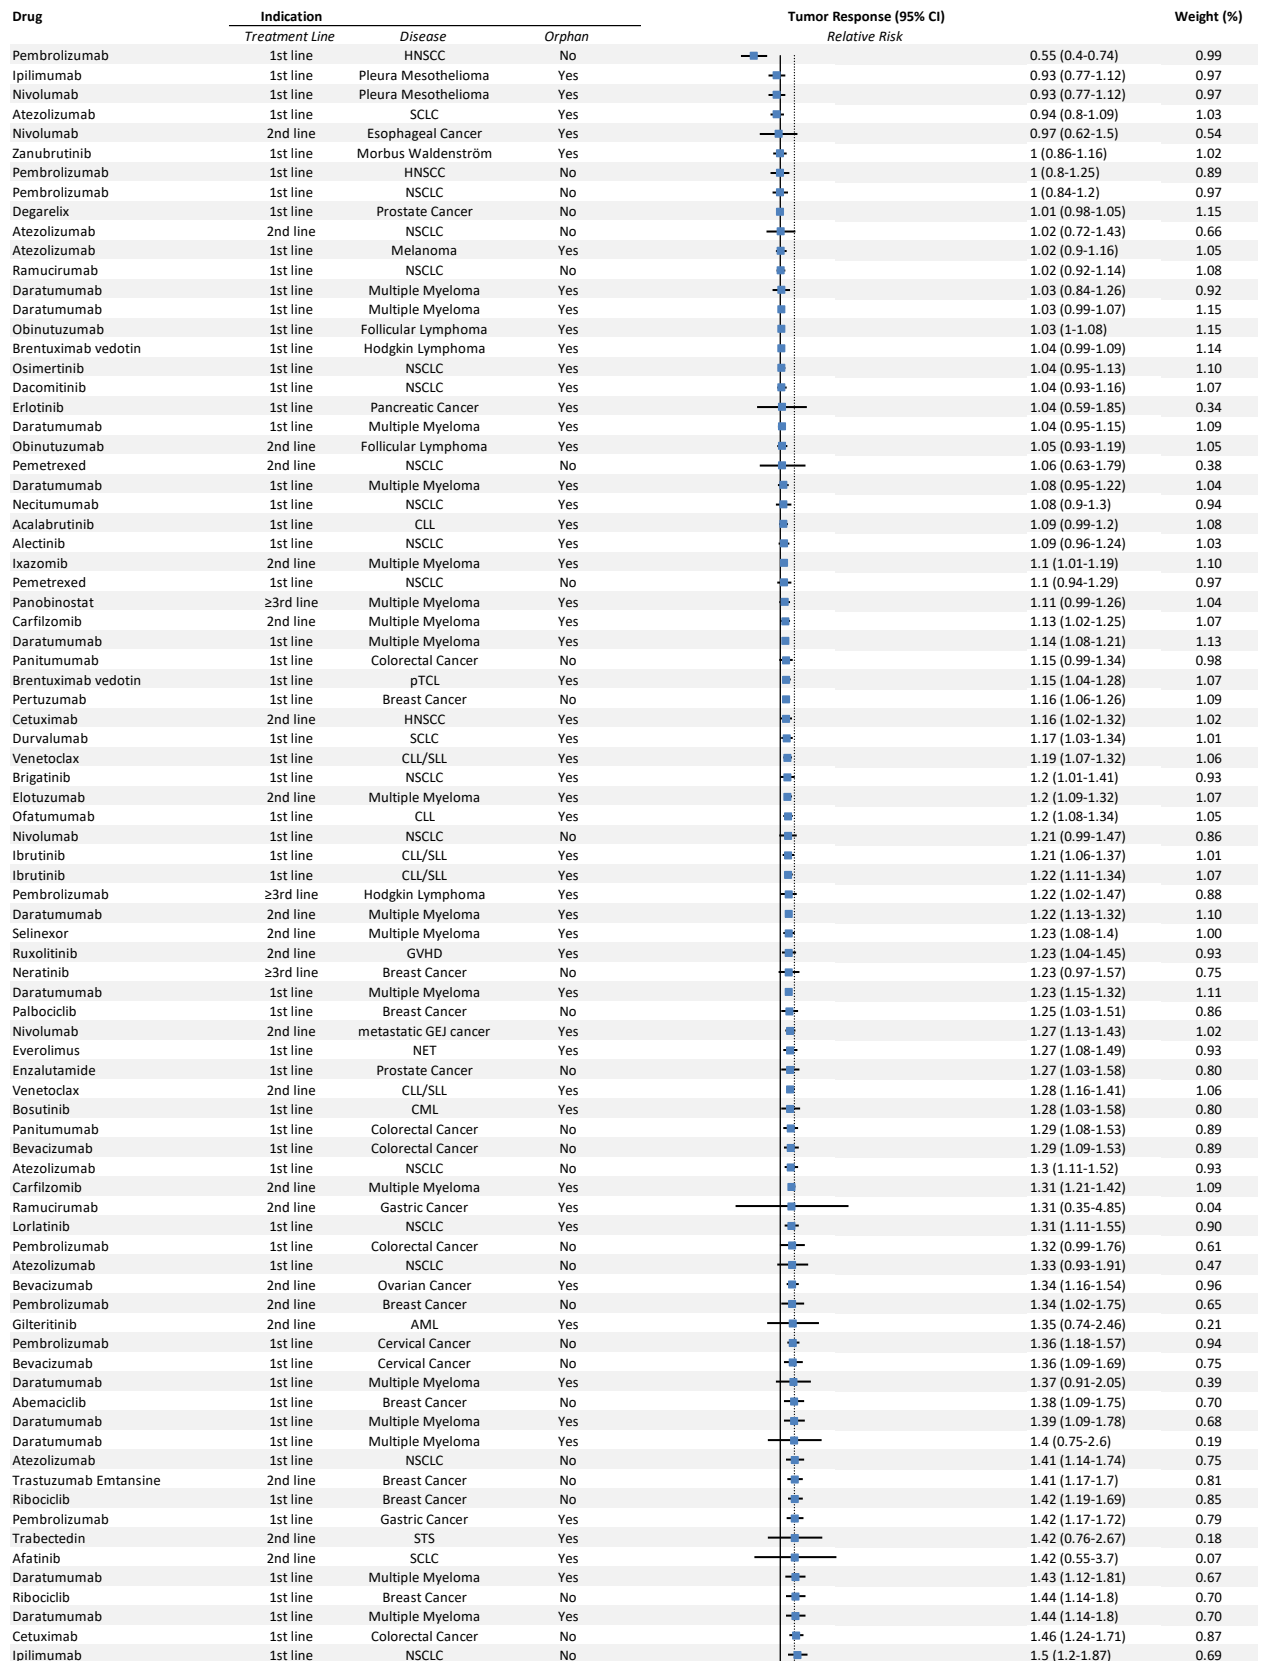 Drug Indication Tumor Response (95% CI) Weight (%)
Treatment Line Disease Orphan Relative Risk
Pembrolizumab 1st line HNSCC No 0.55 (0.4-0.74) 0.99
Ipilimumab 1st line Pleura Mesothelioma Yes 0.93 (0.77-1.12) 0.97
Nivolumab 1st line Pleura Mesothelioma Yes 0.93 (0.77-1.12) 0.97
Atezolizumab 1st line SCLC Yes 0.94 (0.8-1.09) 1.03
Nivolumab 2nd line Esophageal Cancer Yes 0.97 (0.62-1.5) 0.54
Zanubrutinib 1st line Morbus Waldenström Yes 1 (0.86-1.16) 1.02
Pembrolizumab 1st line HNSCC No 1 (0.8-1.25) 0.89
Pembrolizumab 1st line NSCLC No 1 (0.84-1.2) 0.97
Degarelix 1st line Prostate Cancer No 1.01 (0.98-1.05) 1.15
Atezolizumab 2nd line NSCLC No 1.02 (0.72-1.43) 0.66
Atezolizumab 1st line Melanoma Yes 1.02 (0.9-1.16) 1.05
Ramucirumab 1st line NSCLC No 1.02 (0.92-1.14) 1.08
Daratumumab 1st line Multiple Myeloma Yes 1.03 (0.84-1.26) 0.92
Daratumumab 1st line Multiple Myeloma Yes 1.03 (0.99-1.07) 1.15
Obinutuzumab 1st line Follicular Lymphoma Yes 1.03 (1-1.08) 1.15
Brentuximab vedotin 1st line Hodgkin Lymphoma Yes 1.04 (0.99-1.09) 1.14
Osimertinib 1st line NSCLC Yes 1.04 (0.95-1.13) 1.10
Dacomitinib 1st line NSCLC Yes 1.04 (0.93-1.16) 1.07
Erlotinib 1st line Pancreatic Cancer Yes 1.04 (0.59-1.85) 0.34
Daratumumab 1st line Multiple Myeloma Yes 1.04 (0.95-1.15) 1.09
Obinutuzumab 2nd line Follicular Lymphoma Yes 1.05 (0.93-1.19) 1.05
Pemetrexed 2nd line NSCLC No 1.06 (0.63-1.79) 0.38
Daratumumab 1st line Multiple Myeloma Yes 1.08 (0.95-1.22) 1.04
Necitumumab 1st line NSCLC Yes 1.08 (0.9-1.3) 0.94
Acalabrutinib 1st line CLL Yes 1.09 (0.99-1.2) 1.08
Alectinib 1st line NSCLC Yes 1.09 (0.96-1.24) 1.03
Ixazomib 2nd line Multiple Myeloma Yes 1.1 (1.01-1.19) 1.10
Pemetrexed 1st line NSCLC No 1.1 (0.94-1.29) 0.97
Panobinostat ≥3rd line Multiple Myeloma Yes 1.11 (0.99-1.26) 1.04
Carfilzomib 2nd line Multiple Myeloma Yes 1.13 (1.02-1.25) 1.07
Daratumumab 1st line Multiple Myeloma Yes 1.14 (1.08-1.21) 1.13
Panitumumab 1st line Colorectal Cancer No 1.15 (0.99-1.34) 0.98
Brentuximab vedotin 1st line pTCL Yes 1.15 (1.04-1.28) 1.07
Pertuzumab 1st line Breast Cancer No 1.16 (1.06-1.26) 1.09
Cetuximab 2nd line HNSCC Yes 1.16 (1.02-1.32) 1.02
Durvalumab 1st line SCLC Yes 1.17 (1.03-1.34) 1.01
Venetoclax 1st line CLL/SLL Yes 1.19 (1.07-1.32) 1.06
Brigatinib 1st line NSCLC Yes 1.2 (1.01-1.41) 0.93
Elotuzumab 2nd line Multiple Myeloma Yes 1.2 (1.09-1.32) 1.07
Ofatumumab 1st line CLL Yes 1.2 (1.08-1.34) 1.05
Nivolumab 1st line NSCLC No 1.21 (0.99-1.47) 0.86
Ibrutinib 1st line CLL/SLL Yes 1.21 (1.06-1.37) 1.01
Ibrutinib 1st line CLL/SLL Yes 1.22 (1.11-1.34) 1.07
Pembrolizumab ≥3rd line Hodgkin Lymphoma Yes 1.22 (1.02-1.47) 0.88
Daratumumab 2nd line Multiple Myeloma Yes 1.22 (1.13-1.32) 1.10
Selinexor 2nd line Multiple Myeloma Yes 1.23 (1.08-1.4) 1.00
Ruxolitinib 2nd line GVHD Yes 1.23 (1.04-1.45) 0.93
Neratinib ≥3rd line Breast Cancer No 1.23 (0.97-1.57) 0.75
Daratumumab 1st line Multiple Myeloma Yes 1.23 (1.15-1.32) 1.11
Palbociclib 1st line Breast Cancer No 1.25 (1.03-1.51) 0.86
Nivolumab 2nd line metastatic GEJ cancer Yes 1.27 (1.13-1.43) 1.02
Everolimus 1st line NET Yes 1.27 (1.08-1.49) 0.93
Enzalutamide 1st line Prostate Cancer No 1.27 (1.03-1.58) 0.80
Venetoclax 2nd line CLL/SLL Yes 1.28 (1.16-1.41) 1.06
Bosutinib 1st line CML Yes 1.28 (1.03-1.58) 0.80
Panitumumab 1st line Colorectal Cancer No 1.29 (1.08-1.53) 0.89
Bevacizumab 1st line Colorectal Cancer No 1.29 (1.09-1.53) 0.89
Atezolizumab 1st line NSCLC No 1.3 (1.11-1.52) 0.93
Carfilzomib 2nd line Multiple Myeloma Yes 1.31 (1.21-1.42) 1.09
Ramucirumab 2nd line Gastric Cancer Yes 1.31 (0.35-4.85) 0.04
Lorlatinib 1st line NSCLC Yes 1.31 (1.11-1.55) 0.90
Pembrolizumab 1st line Colorectal Cancer No 1.32 (0.99-1.76) 0.61
Atezolizumab 1st line NSCLC No 1.33 (0.93-1.91) 0.47
Bevacizumab 2nd line Ovarian Cancer Yes 1.34 (1.16-1.54) 0.96
Pembrolizumab 2nd line Breast Cancer No 1.34 (1.02-1.75) 0.65
Gilteritinib 2nd line AML Yes 1.35 (0.74-2.46) 0.21
Pembrolizumab 1st line Cervical Cancer No 1.36 (1.18-1.57) 0.94
Bevacizumab 1st line Cervical Cancer No 1.36 (1.09-1.69) 0.75
Daratumumab 1st line Multiple Myeloma Yes 1.37 (0.91-2.05) 0.39
Abemaciclib 1st line Breast Cancer No 1.38 (1.09-1.75) 0.70
Daratumumab 1st line Multiple Myeloma Yes 1.39 (1.09-1.78) 0.68
Daratumumab 1st line Multiple Myeloma Yes 1.4 (0.75-2.6) 0.19
Atezolizumab 1st line NSCLC No 1.41 (1.14-1.74) 0.75
Trastuzumab Emtansine 2nd line Breast Cancer No 1.41 (1.17-1.7) 0.81
Ribociclib 1st line Breast Cancer No 1.42 (1.19-1.69) 0.85
Pembrolizumab 1st line Gastric Cancer Yes 1.42 (1.17-1.72) 0.79
Trabectedin 2nd line STS Yes 1.42 (0.76-2.67) 0.18
Afatinib 2nd line SCLC Yes 1.42 (0.55-3.7) 0.07
Daratumumab 1st line Multiple Myeloma Yes 1.43 (1.12-1.81) 0.67
Ribociclib 1st line Breast Cancer No 1.44 (1.14-1.8) 0.70
Daratumumab 1st line Multiple Myeloma Yes 1.44 (1.14-1.8) 0.70
Cetuximab 1st line Colorectal Cancer No 1.46 (1.24-1.71) 0.87
Ipilimumab 1st line NSCLC No 1.5 (1.2-1.87) 0.69